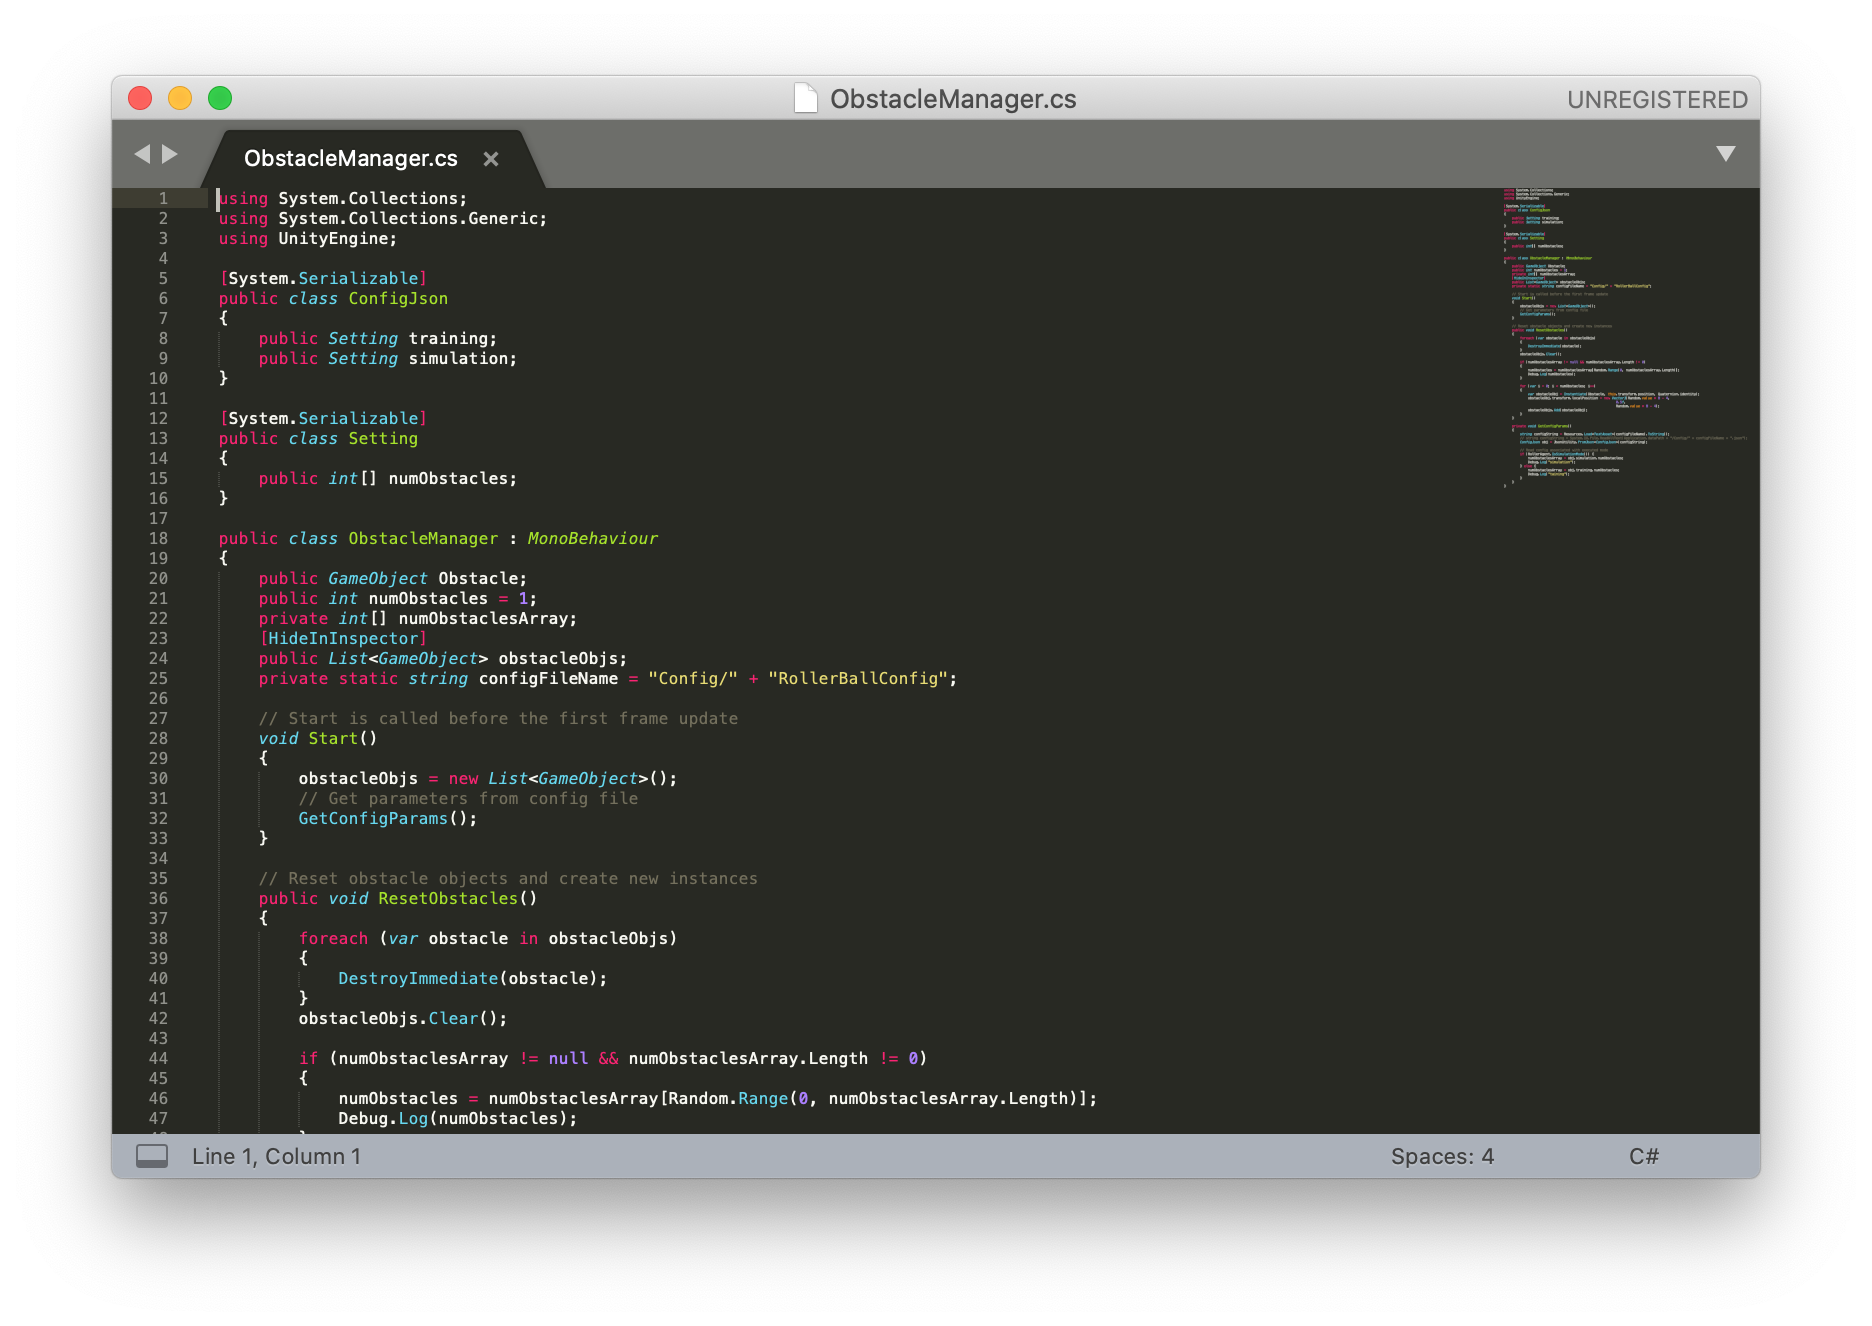 ObstacleManager.cs
UNREGISTERED
ObstacleManager.cs ×
1 using System.Collections;
2 using System.Collections.Generic;
3 using UnityEngine;
4
5 [System.Serializable]
6 public class ConfigJson
7 {
8     public Setting training;
9     public Setting simulation;
10 }
11
12 [System.Serializable]
13 public class Setting
14 {
15     public int[] numObstacles;
16 }
17
18 public class ObstacleManager : MonoBehaviour
19 {
20     public GameObject Obstacle;
21     public int numObstacles = 1;
22     private int[] numObstaclesArray;
23     [HideInInspector]
24     public List<GameObject> obstacleObjs;
25     private static string configFileName = "Config/" + "RollerBallConfig";
26
27     // Start is called before the first frame update
28     void Start()
29     {
30         obstacleObjs = new List<GameObject>();
31         // Get parameters from config file
32         GetConfigParams();
33     }
34
35     // Reset obstacle objects and create new instances
36     public void ResetObstacles()
37     {
38         foreach (var obstacle in obstacleObjs)
39         {
40             DestroyImmediate(obstacle);
41         }
42         obstacleObjs.Clear();
43
44         if (numObstaclesArray != null && numObstaclesArray.Length != 0)
45         {
46             numObstacles = numObstaclesArray[Random.Range(0, numObstaclesArray.Length)];
47             Debug.Log(numObstacles);
Line 1, Column 1
Spaces: 4
C#